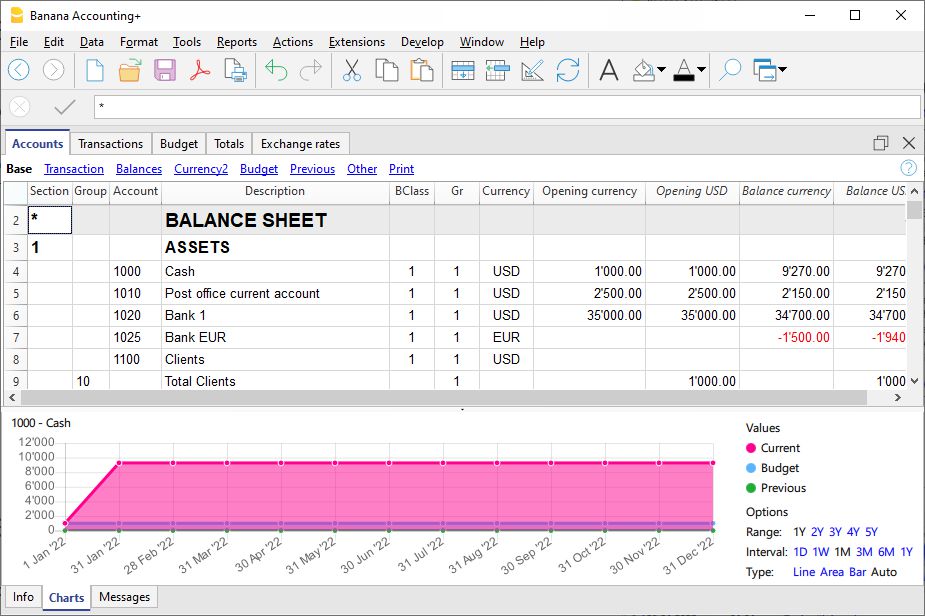 Banana Accounting+
File Edit Data Format Tools Reports Actions Extensions Develop Window Help
*
Accounts Transactions Budget Totals Exchange rates
Base Transaction Balances Currency2 Budget Previous Other Print
?
Section Group Account Description BClass Gr Currency Opening currency Opening USD Balance currency Balance US
2 * BALANCE SHEET
3 1 ASSETS
4 1000 Cash 1 1 USD 1'000.00 1'000.00 9'270.00 9'270
5 1010 Post office current account 1 1 USD 2'500.00 2'500.00 2'150.00 2'150
6 1020 Bank 1 1 1 USD 35'000.00 35'000.00 34'700.00 34'700
7 1025 Bank EUR 1 1 EUR -1'500.00 -1'940
8 1100 Clients 1 1 USD
9 10 Total Clients 1 1'000.00 1'000
1000 - Cash
12'000
10'000
8'000
6'000
4'000
2'000
0
1 Jan '22 31 Jan '22 28 Feb '22 31 Mar '22 30 Apr '22 31 May '22 30 Jun '22 31 Jul '22 31 Aug '22 30 Sep '22 31 Oct '22 30 Nov '22 31 Dec '22
Values
Current
Budget
Previous
Options
Range: 1Y 2Y 3Y 4Y 5Y
Interval: 1D 1W 1M 3M 6M 1Y
Type: Line Area Bar Auto
Info Charts Messages